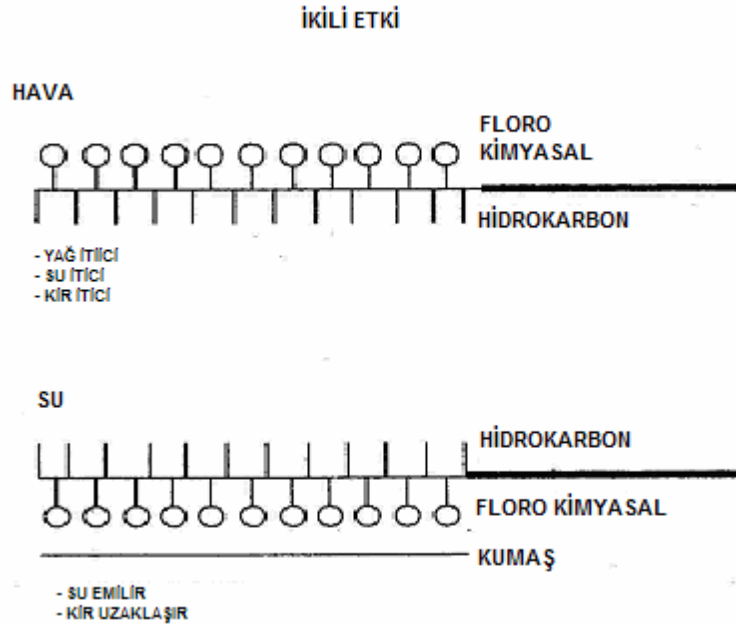 İKİLİ ETKİ
HAVA
FLORO
KİMYASAL
HİDROKARBON
- YAĞ İTİİCİ
- SU İTİCİ
- KİR İTİCİ
SU
HİDROKARBON
FLORO KİMYASAL
KUMAŞ
- SU EMİLİR
- KİR UZAKLAŞIR